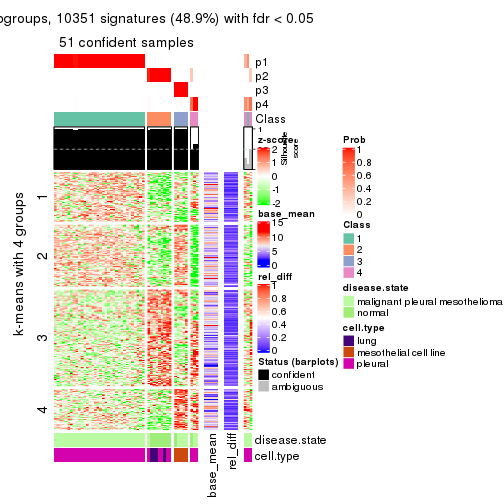 ogroups, 10351 signatures (48.9%) with fdr < 0.05
51 confident samples
p1
p2
p3
p4
Class
1
Silhouette
score
k-means with 4 groups
1
2
3
4
base_mean
rel_diff
disease.state
cell.type
z-score
2
1
0
-1
-2
base_mean
15
10
5
0
rel_diff
1
0.8
0.6
0.4
0.2
0
Status (barplots)
confident
ambiguous
Prob
1
0.8
0.6
0.4
0.2
0
Class
1
2
3
4
disease.state
malignant pleural mesothelioma
normal
cell.type
lung
mesothelial cell line
pleural